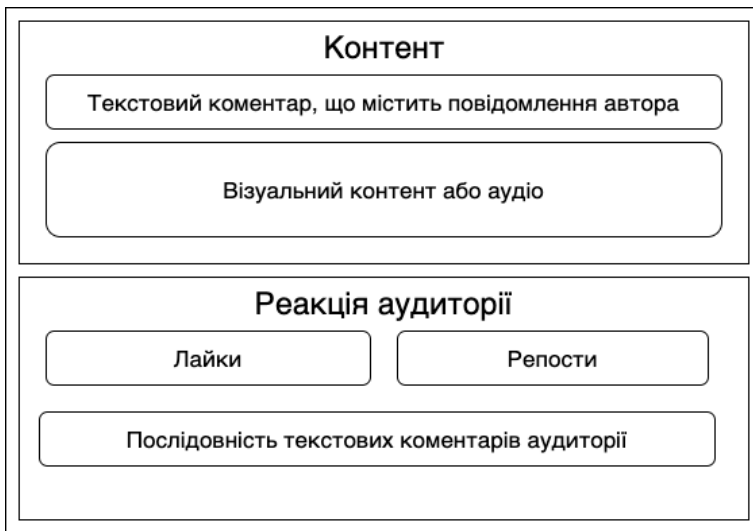 Контент
Текстовий коментар, що містить повідомлення автора
Візуальний контент або аудіо
Реакція аудиторії
Лайки
Репости
Послідовність текстових коментарів аудиторії